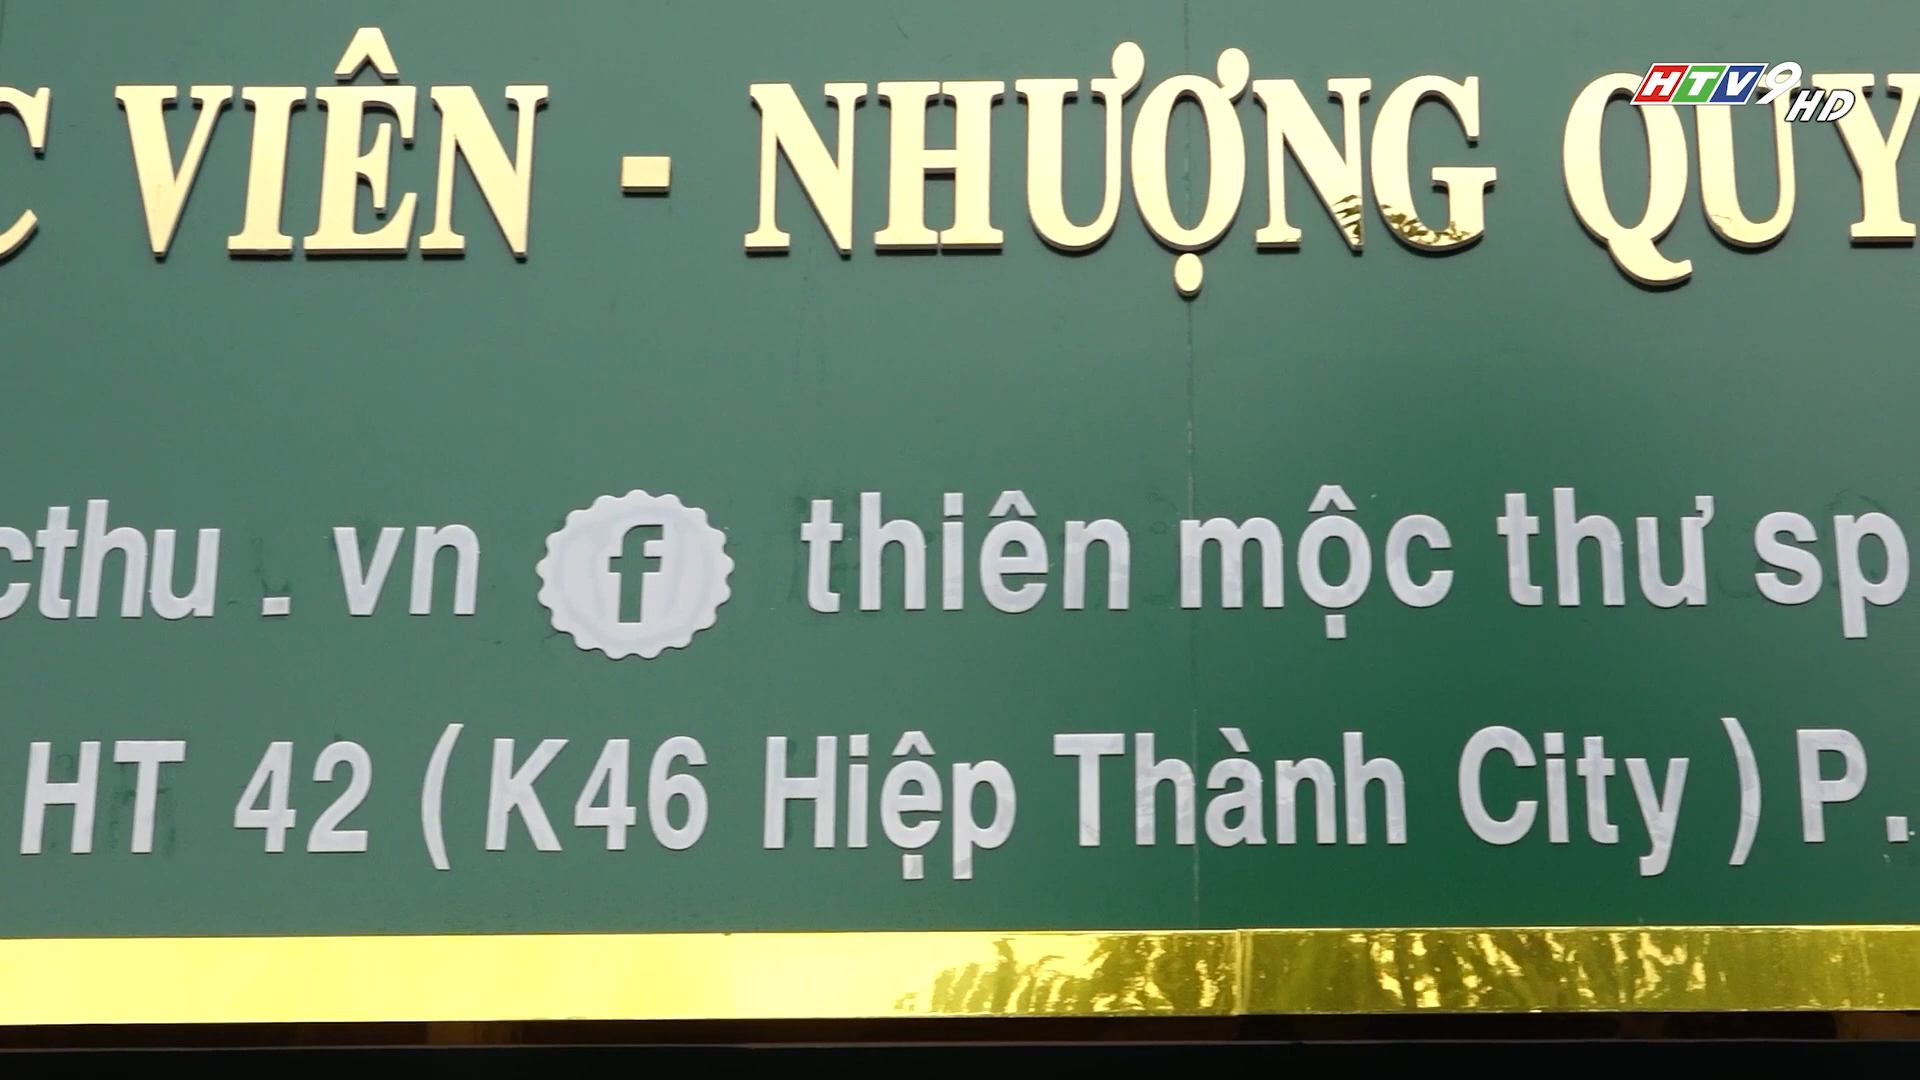 HTV9 HD
C VIÊN - NHƯỢNG QUY
cthu . vn f thiên mộc thư sp
HT 42 ( K46 Hiệp Thành City ) P.